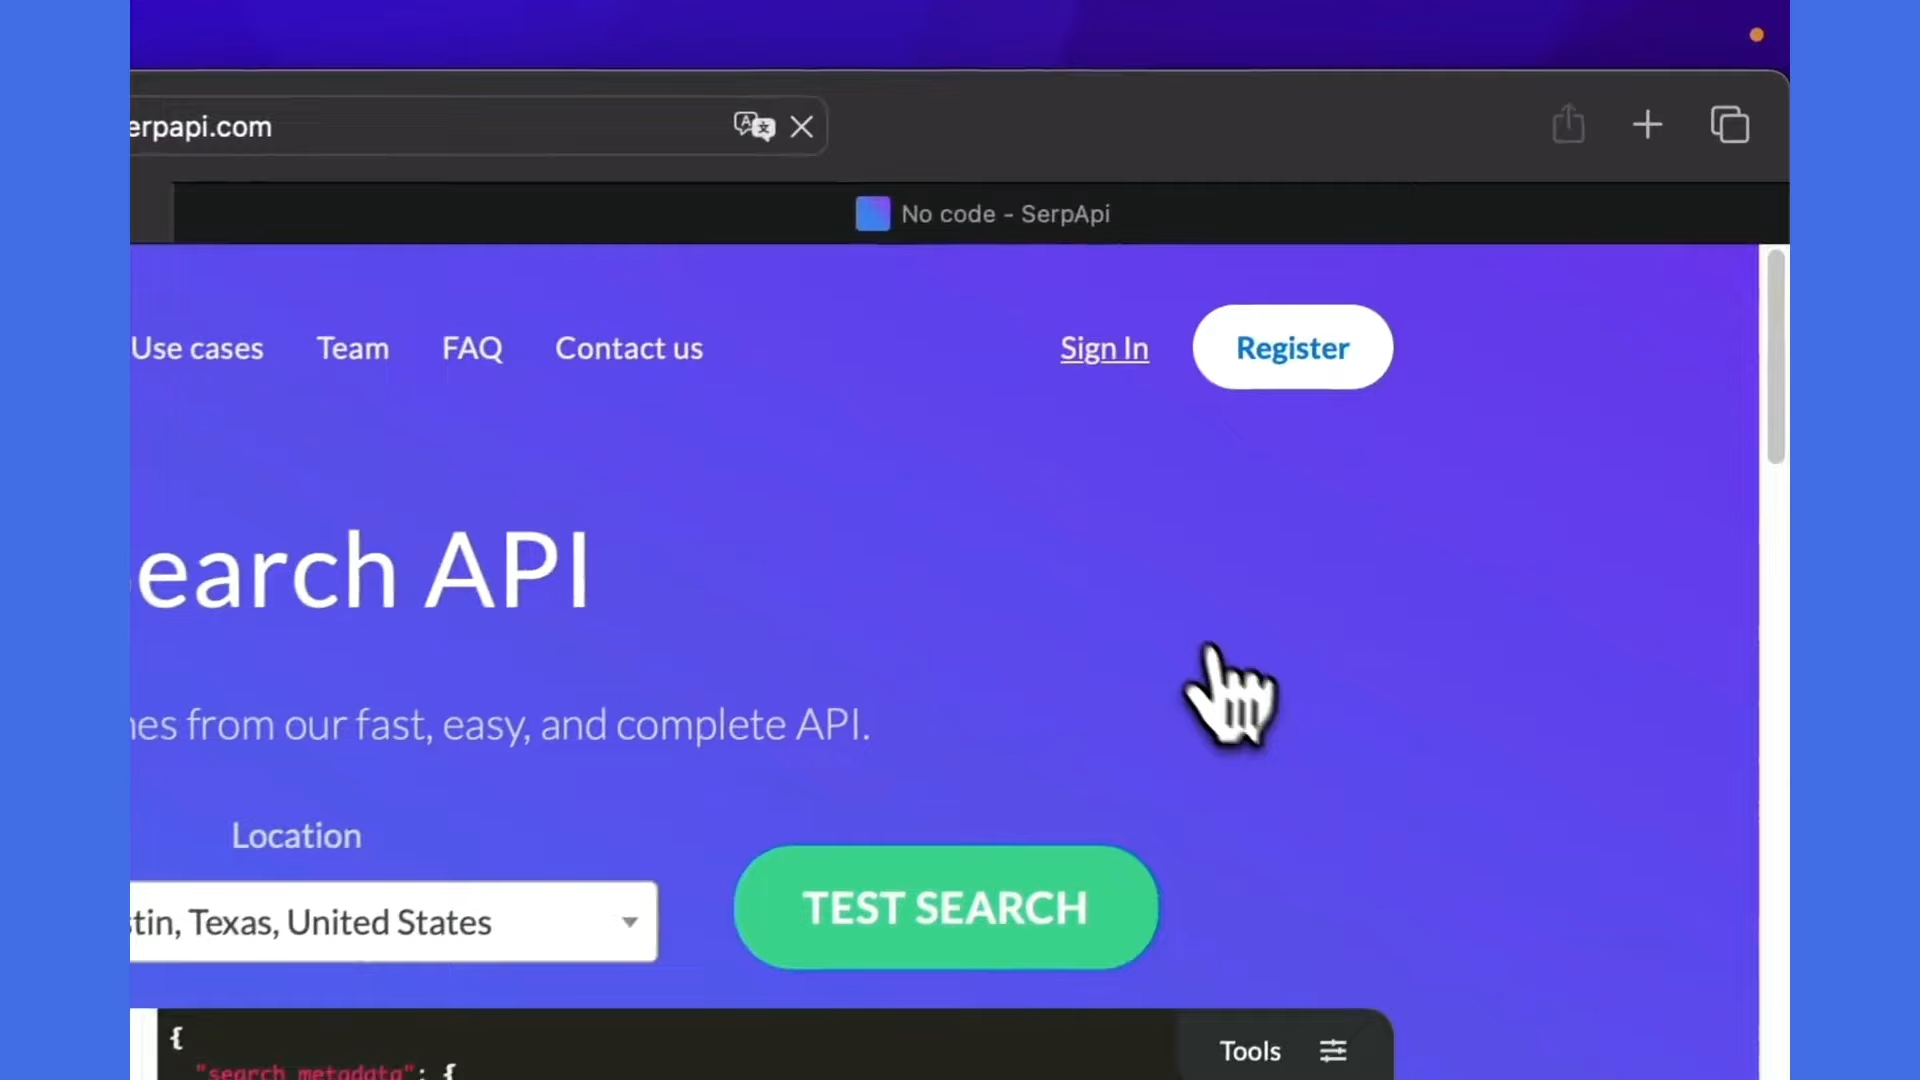 erpapi.com
No code - SerpApi
Use cases Team FAQ Contact us Sign In Register
earch API
from our fast, easy, and complete API.
Location
tin, Texas, United States
TEST SEARCH
{
Tools
"search_metadata": {